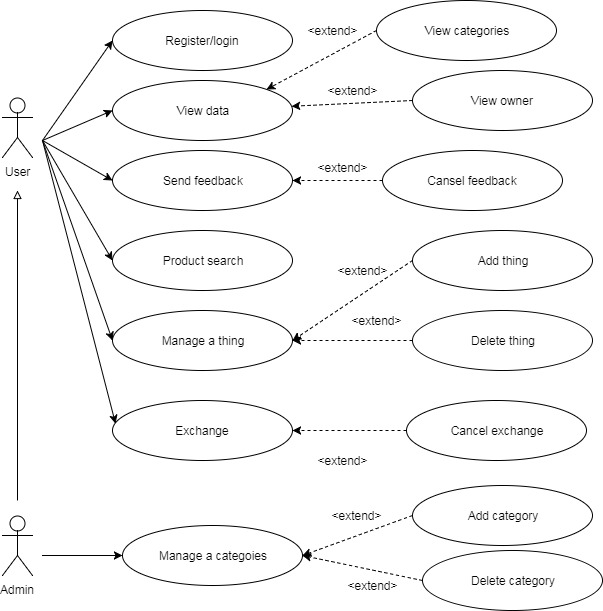 <extend>
View categories
Register/login
<extend>
View owner
View data
User
Send feedback
<extend>
Cansel feedback
Product search
<extend>
Add thing
Manage a thing
<extend>
Delete thing
Exchange
Cancel exchange
<extend>
<extend>
Add category
Admin
Manage a categoies
<extend>
Delete category